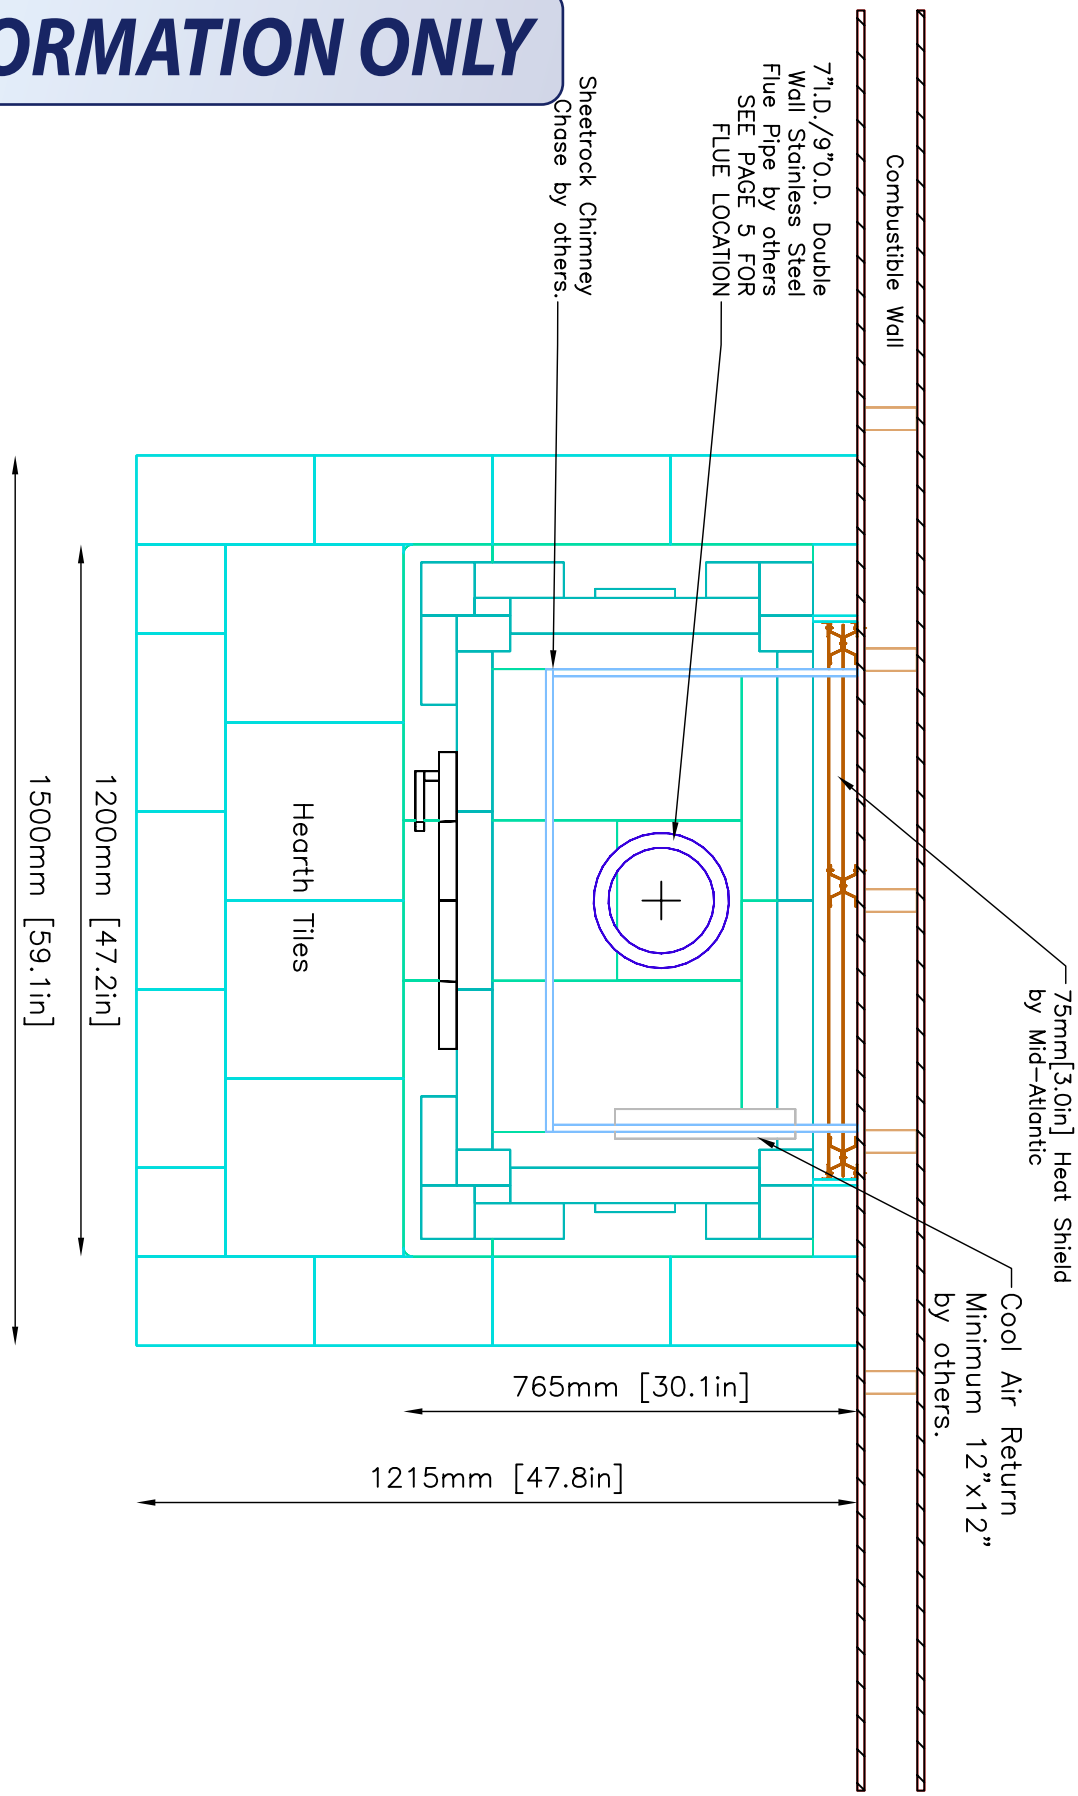 ORMATION ONLY
7"I.D./9"O.D. Double
Wall Stainless Steel
Flue Pipe by others
SEE PAGE 5 FOR
FLUE LOCATION
Combustible Wall
Sheetrock Chimney
Chase by others.
75mm[3.0in] Heat Shield
by Mid-Atlantic
Cool Air Return
Minimum 12"x12"
by others.
Hearth Tiles
1200mm [47.2in]
1500mm [59.1in]
765mm [30.1in]
1215mm [47.8in]